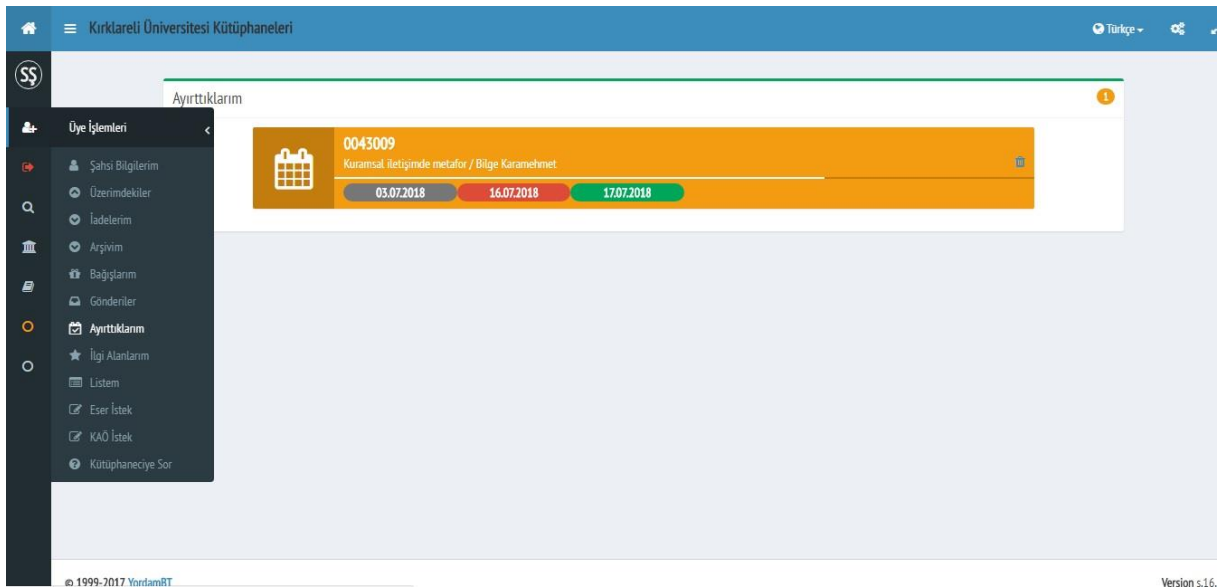 Kırklareli Üniversitesi Kütüphaneleri
Türkçe
SŞ
Ayırttıklarım
1
Üye İşlemleri
Şahsi Bilgilerim
Üzerimdekiler
İadelerim
Arşivim
Bağışlarım
Gönderiler
Ayırttıklarım
İlgi Alanlarım
Listem
Eser İstek
KAÖ İstek
Kütüphaneciye Sor
0043009
Kuramsal iletişimde metafor / Bilge Karamehmet
03.07.2018 16.07.2018 17.07.2018
© 1999-2017 YordamBT
Version s.16.